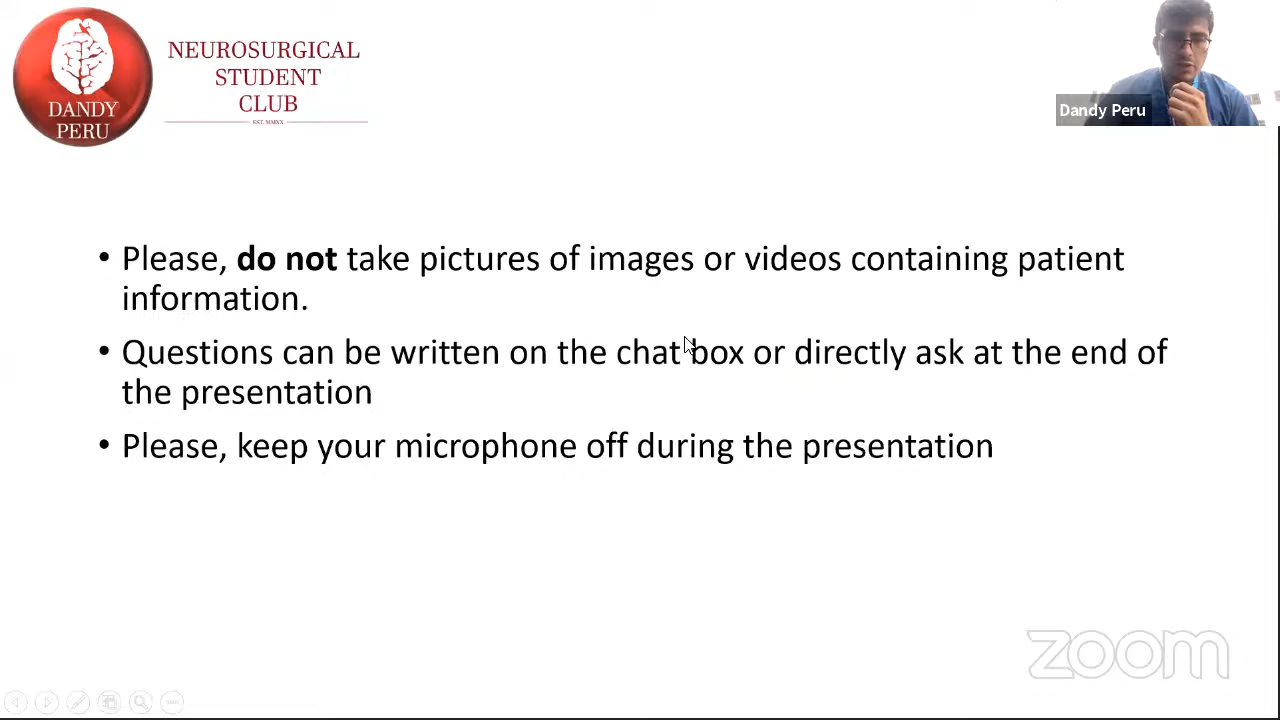 NEUROSURGICAL
STUDENT
CLUB
EST. MMXX
DANDY
PERU
Dandy Peru
• Please, do not take pictures of images or videos containing patient
information.
• Questions can be written on the chat box or directly ask at the end of
the presentation
• Please, keep your microphone off during the presentation
zoom